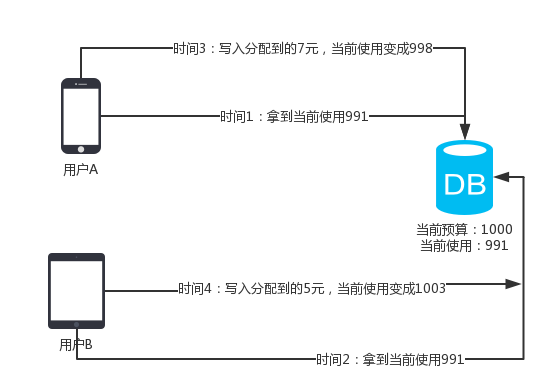 时间3：写入分配到的7元，当前使用变成998
时间1：拿到当前使用991
用户A
DB
当前预算：1000
当前使用：991
时间4：写入分配到的5元，当前使用变成1003
用户B
时间2：拿到当前使用991